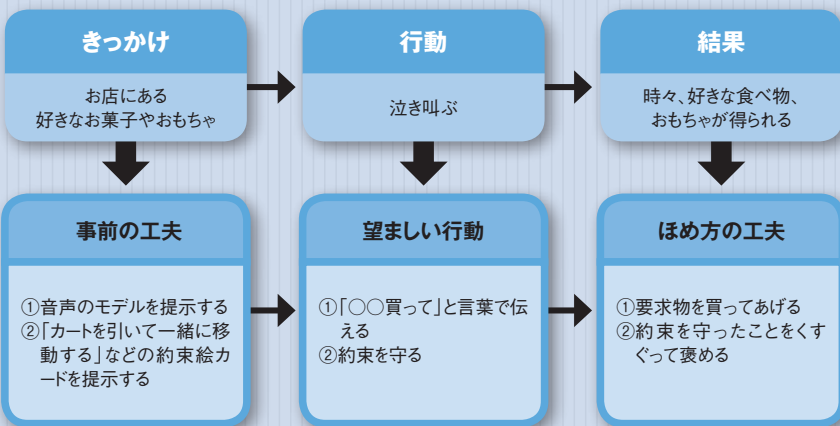 きっかけ
お店にある
好きなお菓子やおもちゃ
行動
泣き叫ぶ
結果
時々、好きな食べ物、
おもちゃが得られる
事前の工夫
①音声のモデルを提示する
②「カートを引いて一緒に移
動する」などの約束絵カ
ードを提示する
望ましい行動
①「○○買って」と言葉で伝
える
②約束を守る
ほめ方の工夫
①要求物を買ってあげる
②約束を守ったことをくす
ぐって褒める